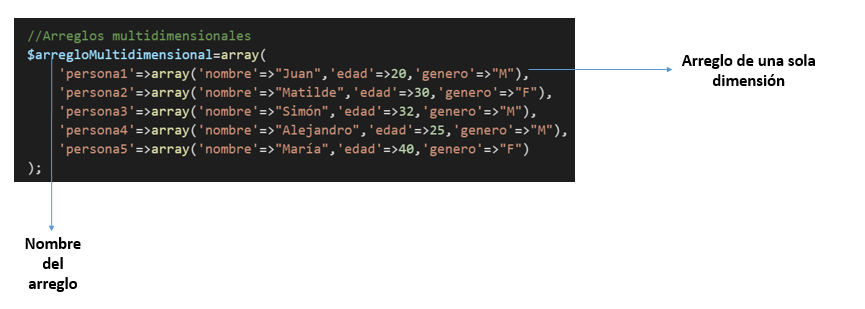 //Arreglos multidimensionales
$arregloMultidimensional=array(
'persona1'=>array('nombre'=>"Juan",'edad'=>20,'genero'=>"M"),
'persona2'=>array('nombre'=>"Matilde",'edad'=>30,'genero'=>"F"),
'persona3'=>array('nombre'=>"Simón",'edad'=>32,'genero'=>"M"),
'persona4'=>array('nombre'=>"Alejandro",'edad'=>25,'genero'=>"M"),
'persona5'=>array('nombre'=>"María",'edad'=>40,'genero'=>"F")
);
Arreglo de una sola
dimensión
Nombre
del
arreglo